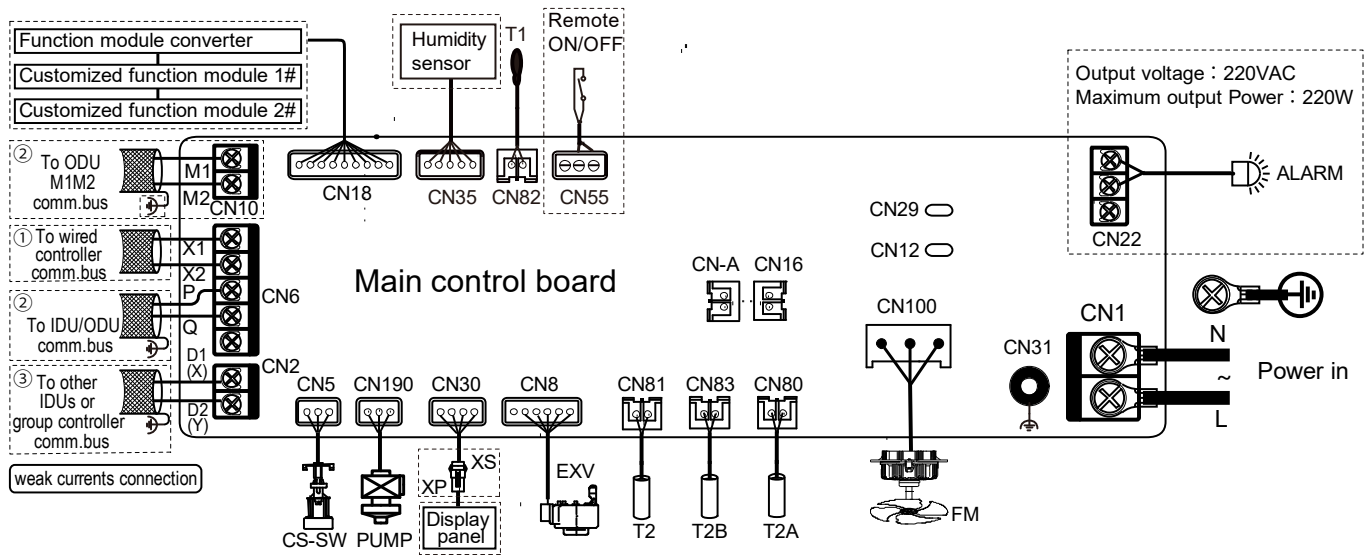 Function module converter
Customized function module 1#
Customized function module 2#
Humidity
sensor
T1
Remote
ON/OFF
Output voltage：220VAC
Maximum output Power：220W
ALARM
CN22
② To ODU
M1M2
comm.bus
M1
M2
CN10
CN18
CN35
CN82
CN55
① To wired
controller
comm.bus
X1
X2
P
Q
CN6
② To IDU/ODU
comm.bus
③ To other
IDUs or
group controller
comm.bus
D1
(X)
D2
(Y)
CN2
weak currents connection
Main control board
CN29
CN12
CN-A
CN16
CN100
CN31
CN1
N
~
L
Power in
CN5
CN190
CN30
CN8
CN81
CN83
CN80
XS
XP
Display
panel
EXV
CS-SW
PUMP
T2
T2B
T2A
FM